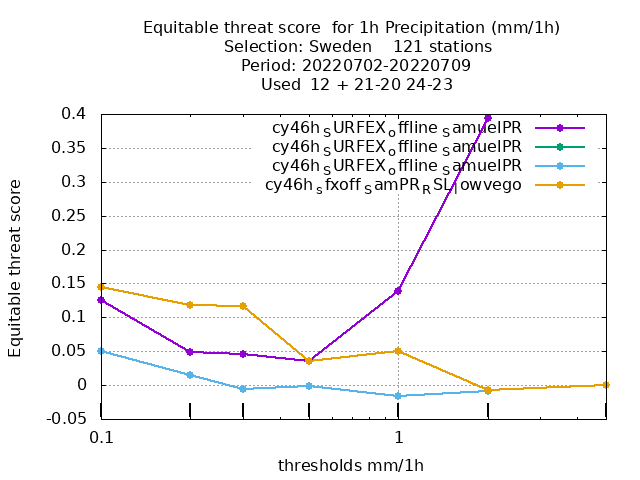 Equitable threat score for 1h Precipitation (mm/1h)
Selection: Sweden 121 stations
Period: 20220702-20220709
Used 12 + 21-20 24-23
Equitable threat score
0.4
0.35
0.3
0.25
0.2
0.15
0.1
0.05
0
-0.05
cy46h_SURFEX_offline_SamuelPR
cy46h_SURFEX_offline_SamuelPR
cy46h_SURFEX_offline_SamuelPR
cy46h_sfxoff_SamPR_RSL|owvego
0.1
1
thresholds mm/1h